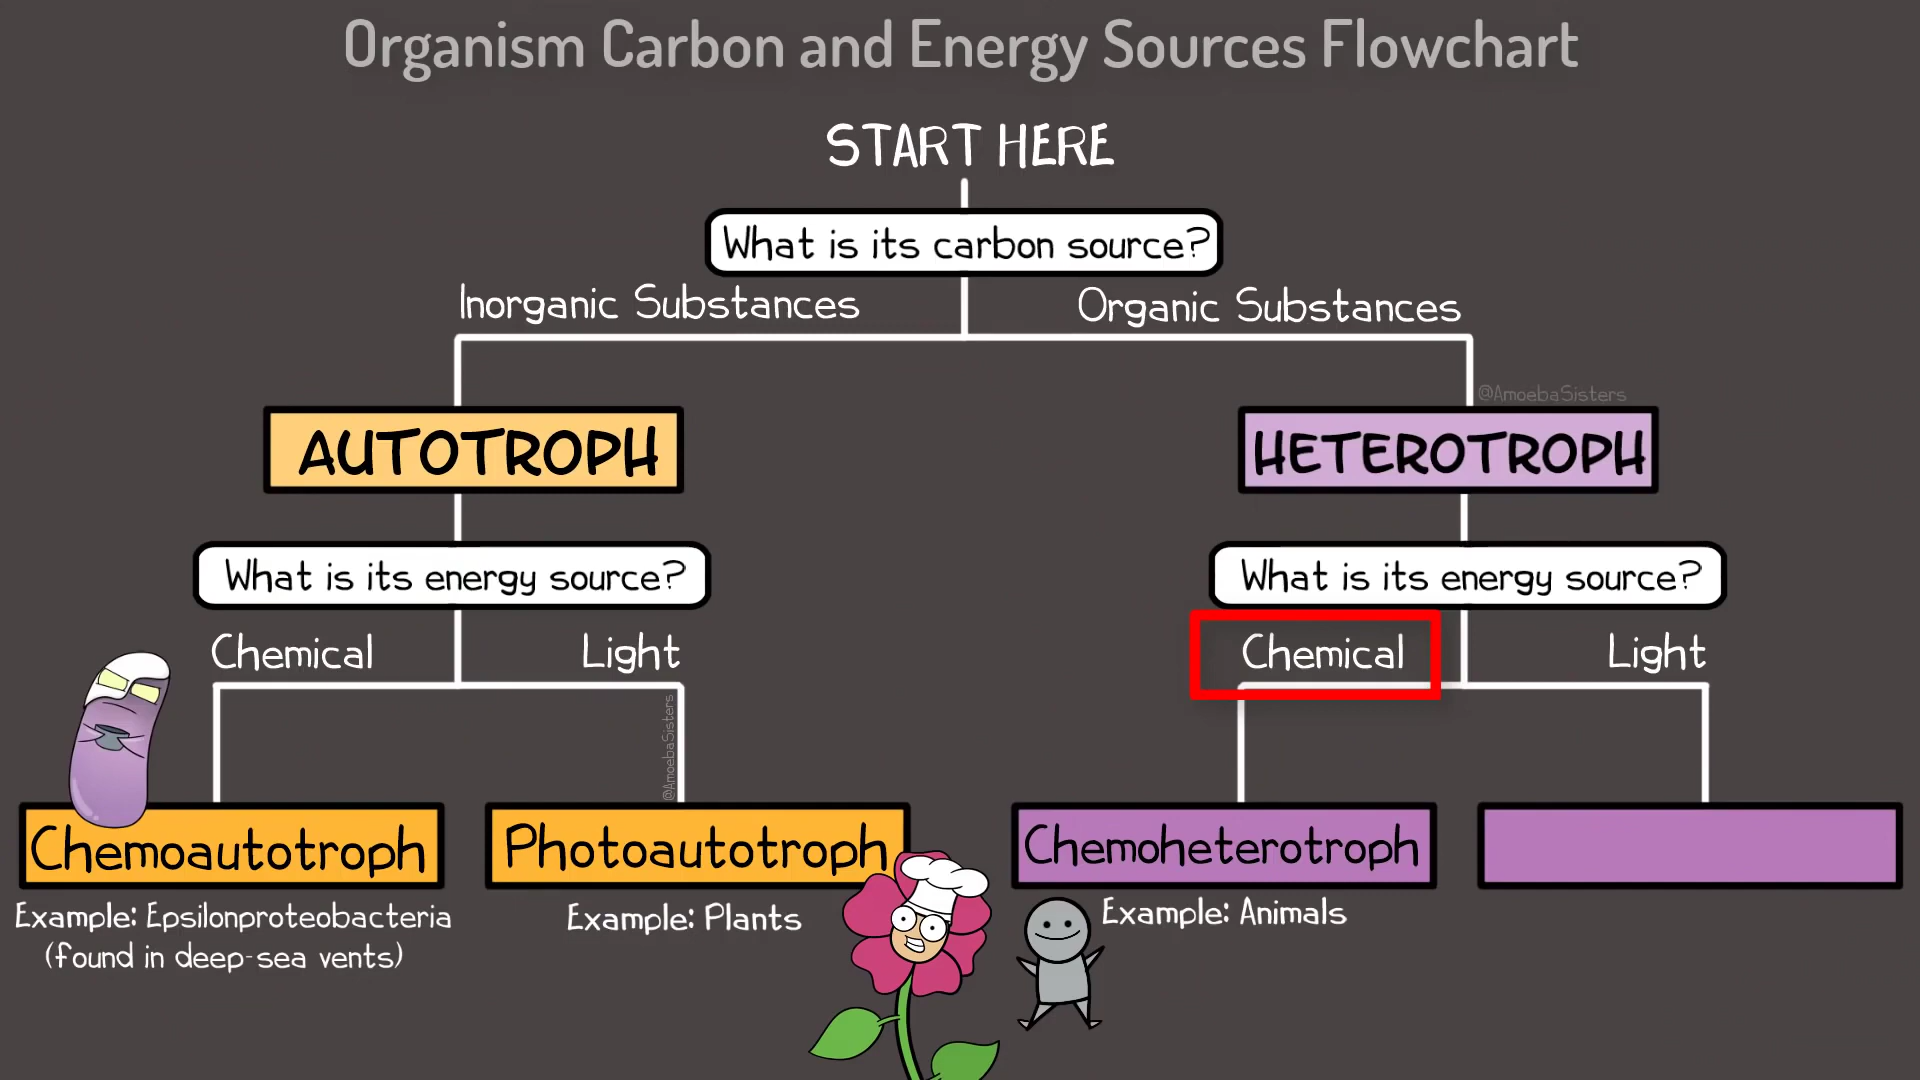 Organism Carbon and Energy Sources Flowchart
START HERE
What is its carbon source?
Inorganic Substances
Organic Substances
@AmoebaSisters
AUTOTROPH
HETEROTROPH
What is its energy source?
What is its energy source?
Chemical
Light
Chemical
Light
@AmoebaSisters
Chemoautotroph
Photoautotroph
Chemoheterotroph
Example: Epsilonproteobacteria
(found in deep-sea vents)
Example: Plants
Example: Animals